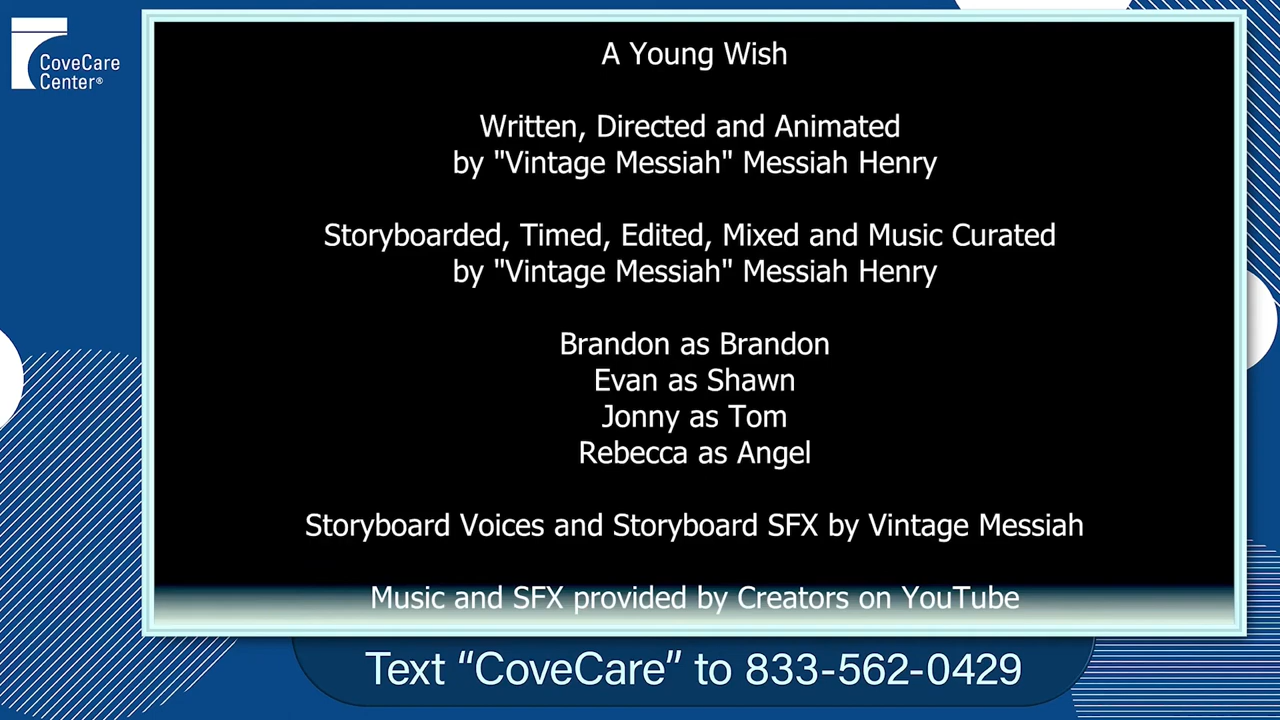 CoveCare
Center®
A Young Wish
Written, Directed and Animated
by "Vintage Messiah" Messiah Henry
Storyboarded, Timed, Edited, Mixed and Music Curated
by "Vintage Messiah" Messiah Henry
Brandon as Brandon
Evan as Shawn
Jonny as Tom
Rebecca as Angel
Storyboard Voices and Storyboard SFX by Vintage Messiah
Music and SFX provided by Creators on YouTube
Text “CoveCare” to 833-562-0429